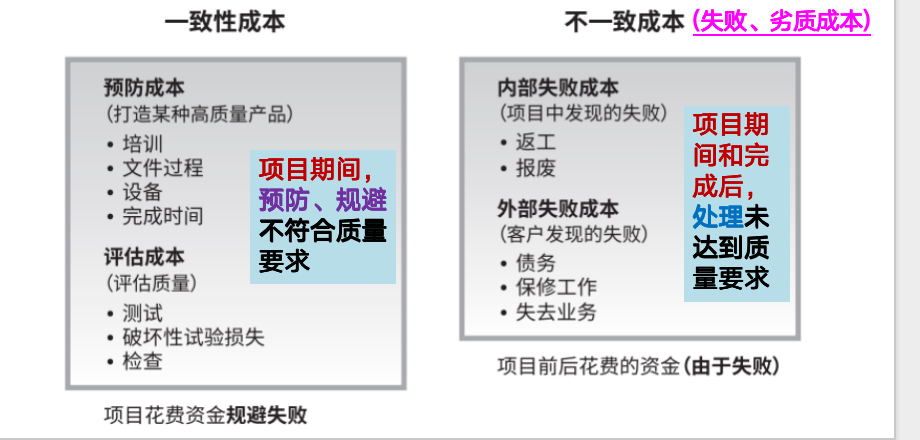 一致性成本
预防成本
(打造某种高质量产品)
• 培训
• 文件过程
• 设备
• 完成时间
评估成本
(评估质量)
• 测试
• 破坏性试验损失
• 检查
项目期间，
预防、规避
不符合质量
要求
项目花费资金规避失败
不一致成本 (失败、劣质成本)
内部失败成本
(项目中发现的失败)
• 返工
• 报废
外部失败成本
(客户发现的失败)
• 债务
• 保修工作
• 失去业务
项目期
间和完
成后，
处理未
达到质
量要求
项目前后花费的资金 (由于失败)